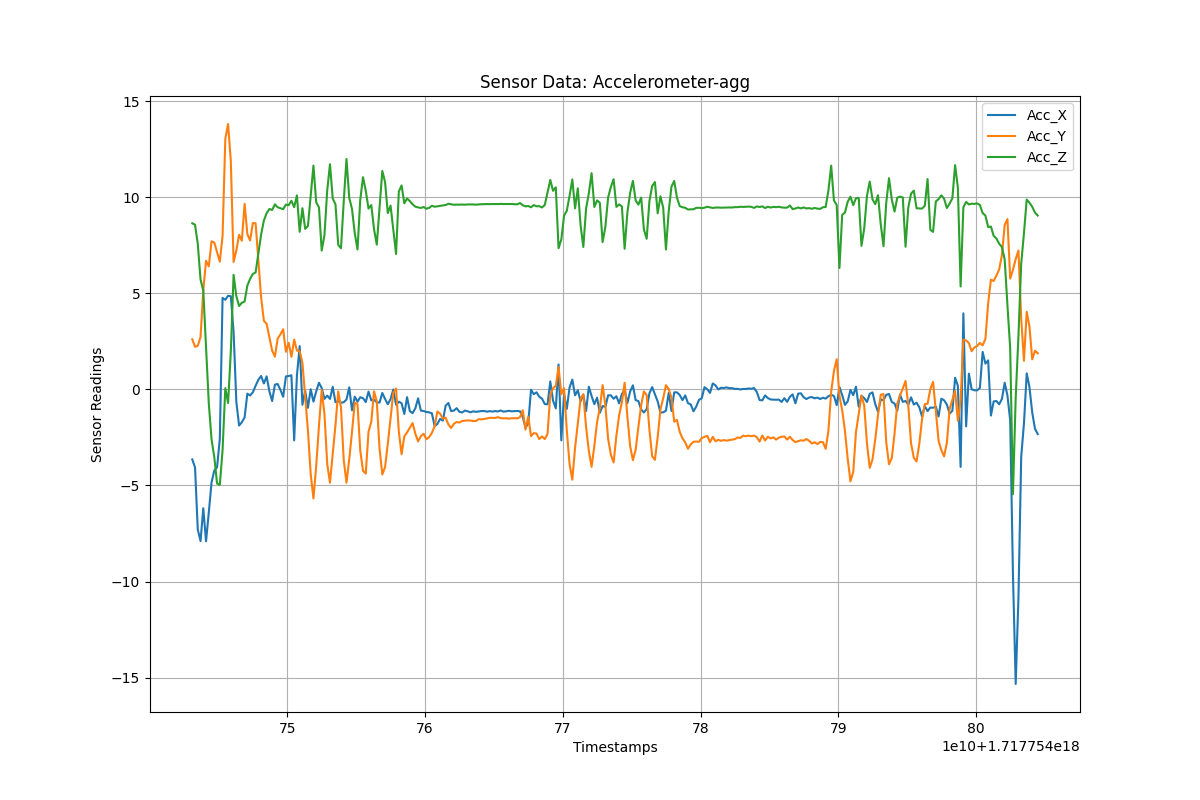 Sensor Data: Accelerometer-agg
Acc_X
Acc_Y
Acc_Z
15
10
5
0
−5
−10
−15
Sensor Readings
75 76 77 78 79 80
Timestamps
1e10+1.717754e18